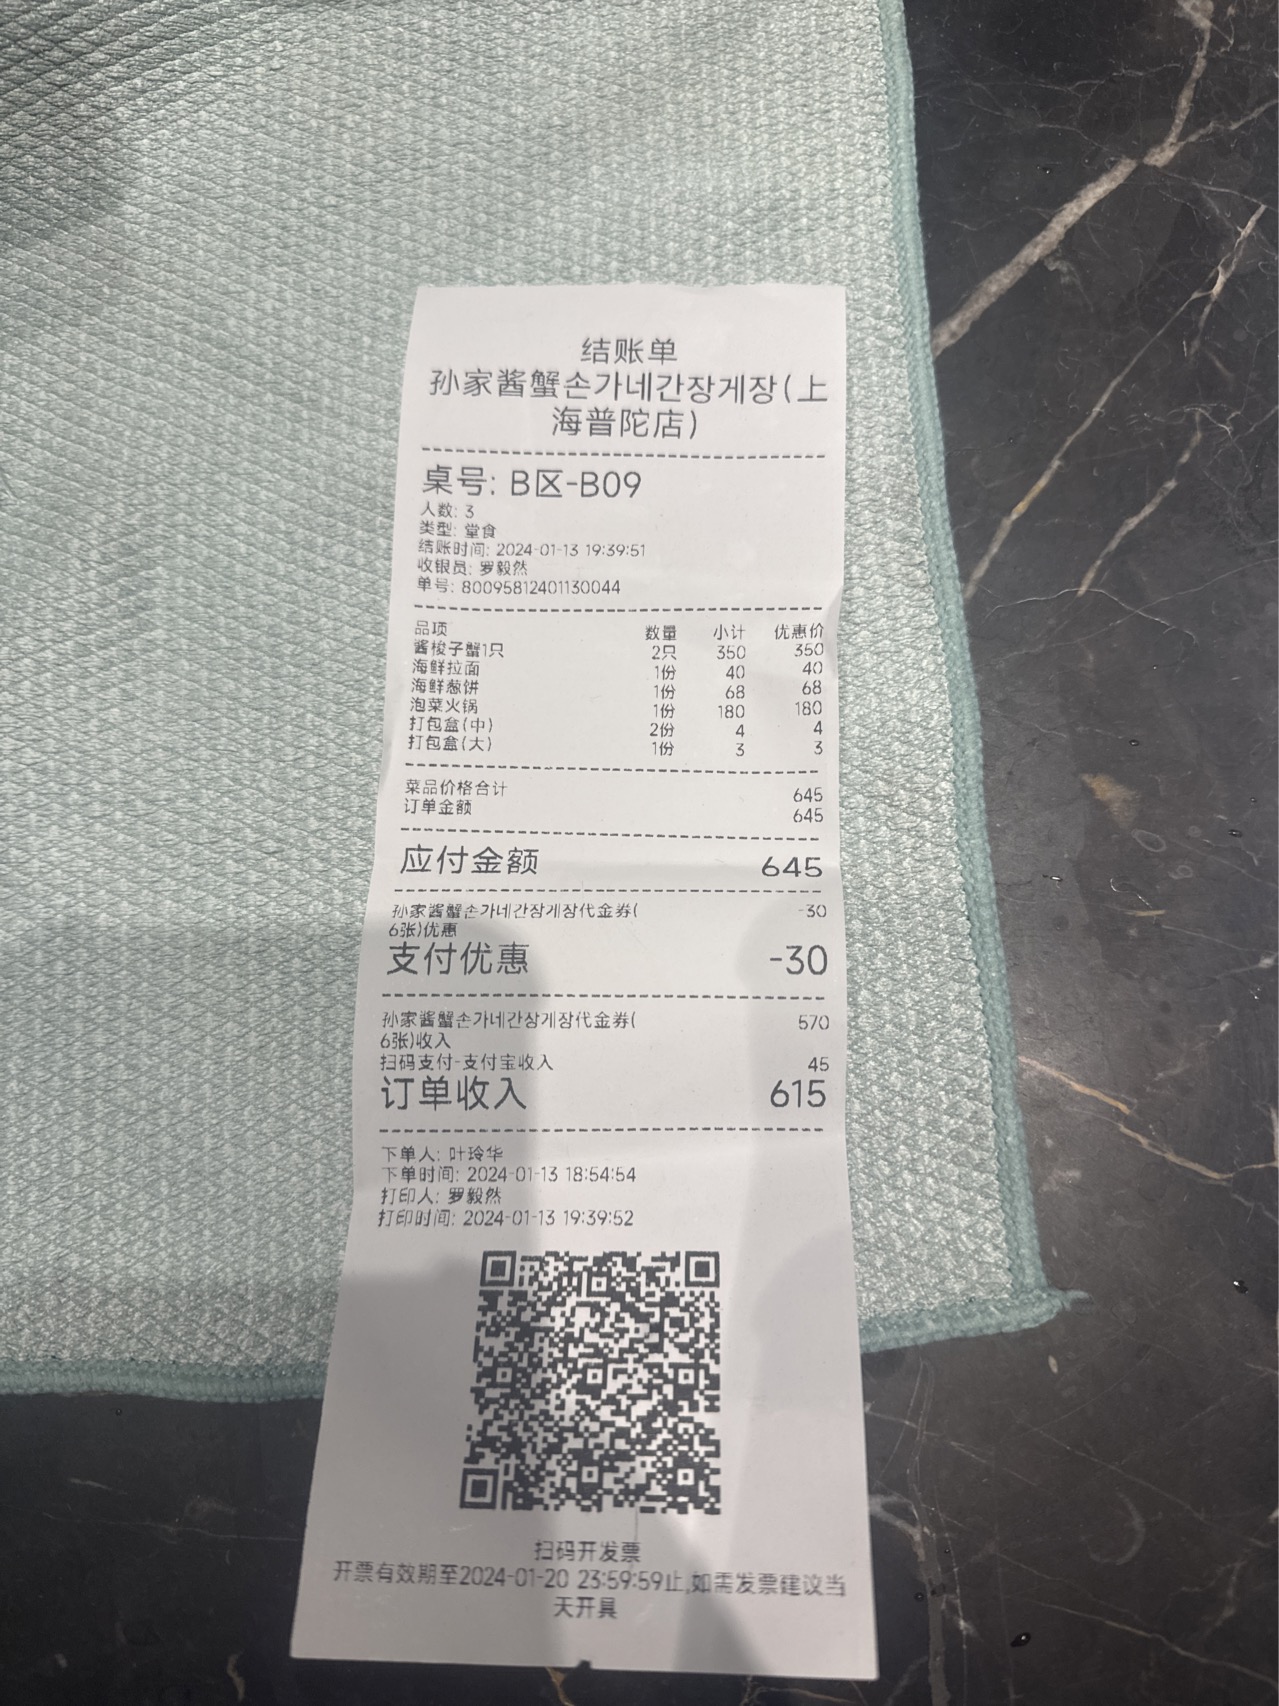 结账单
孙家酱蟹손가네간장게장(上
海普陀店)
桌号: B区-B09
人数: 3
类型: 堂食
结账时间: 2024-01-13 19:39:51
收银员: 罗毅然
单号: 80095812401130044
品项 数量 小计 优惠价
酱梭子蟹1只 2只 350 350
海鲜拉面 1份 40 40
海鲜葱饼 1份 68 68
泡菜火锅 1份 180 180
打包盒(中) 2份 4 4
打包盒(大) 1份 3 3
菜品价格合计 645
订单金额 645
应付金额 645
孙家酱蟹손가네간장게장代金券( -30
6张)优惠
支付优惠 -30
孙家酱蟹손가네간장게장代金券( 570
6张)收入
扫码支付-支付宝收入 45
订单收入 615
下单人: 叶玲华
下单时间: 2024-01-13 18:54:54
打印人: 罗毅然
打印时间: 2024-01-13 19:39:52
扫码开发票
开票有效期至2024-01-20 23:59:59止,如需发票建议当
天开具